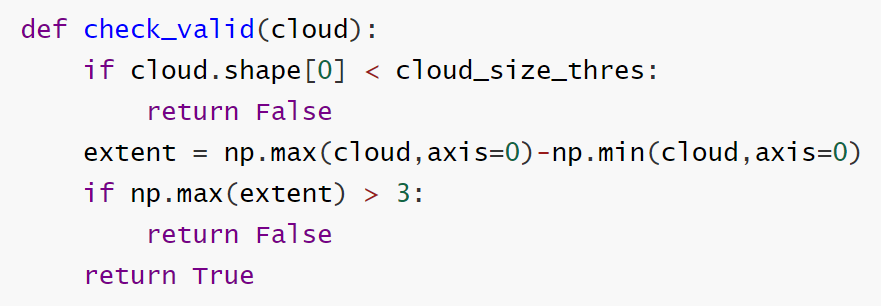 def check_valid(cloud):
    if cloud.shape[0] < cloud_size_thres:
        return False
    extent = np.max(cloud,axis=0)-np.min(cloud,axis=0)
    if np.max(extent) > 3:
        return False
    return True